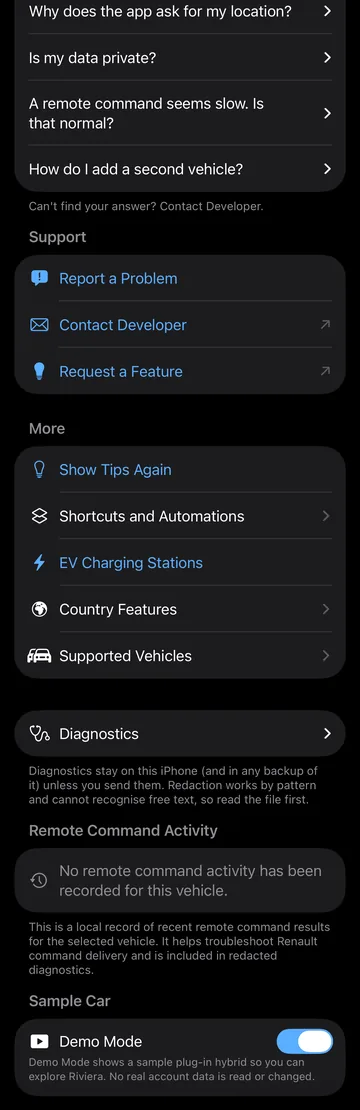 Why does the app ask for my location?
Is my data private?
A remote command seems slow. Is
that normal?
How do I add a second vehicle?
Can't find your answer? Contact Developer.
Support
Report a Problem
Contact Developer
Request a Feature
More
Show Tips Again
Shortcuts and Automations
EV Charging Stations
Country Features
Supported Vehicles
Diagnostics
Diagnostics stay on this iPhone (and in any backup of
it) unless you send them. Redaction works by pattern
and cannot recognise free text, so read the file first.
Remote Command Activity
No remote command activity has been
recorded for this vehicle.
This is a local record of recent remote command results
for the selected vehicle. It helps troubleshoot Renault
command delivery and is included in redacted
diagnostics.
Sample Car
Demo Mode
Demo Mode shows a sample plug-in hybrid so you can
explore Riviera. No real account data is read or changed.